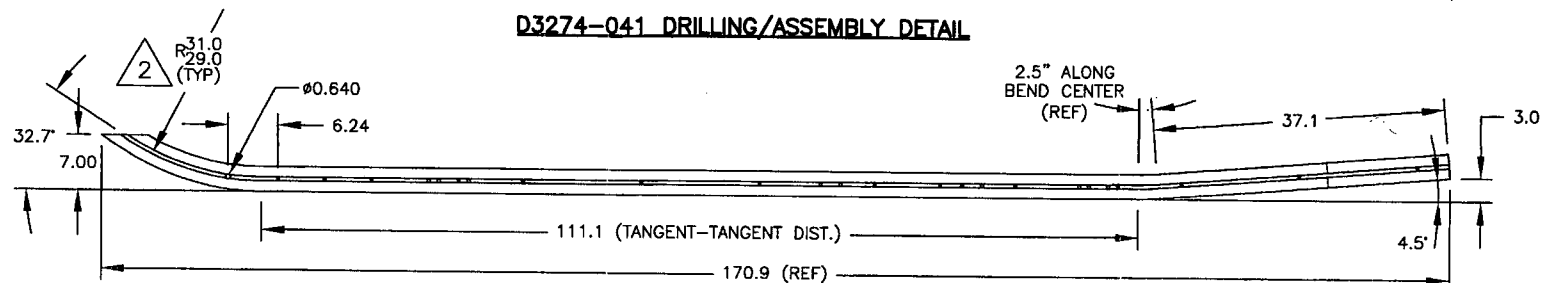 D3274-041 DRILLING/ASSEMBLY DETAIL
2
R31.0
29.0
(TYP)
Ø0.640
6.24
32.7°
7.00
2.5" ALONG
BEND CENTER
(REF)
37.1
3.0
111.1 (TANGENT-TANGENT DIST.)
4.5°
170.9 (REF)